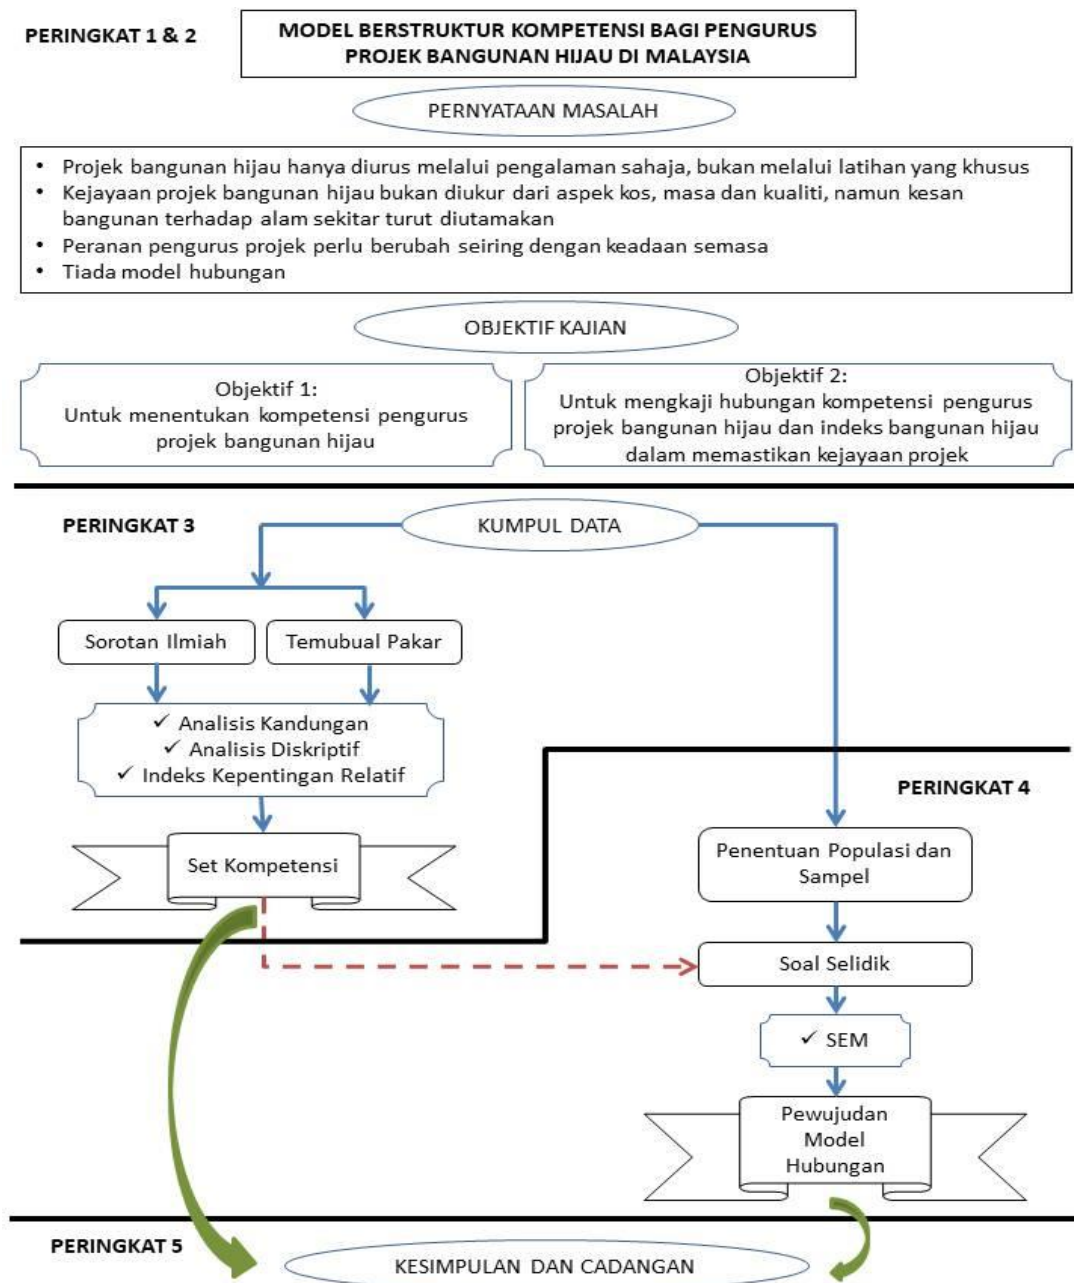 PERINGKAT 1 & 2
MODEL BERSTRUKTUR KOMPETENSI BAGI PENGURUS
PROJEK BANGUNAN HIJAU DI MALAYSIA
PERNYATAAN MASALAH
• Projek bangunan hijau hanya diurus melalui pengalaman sahaja, bukan melalui latihan yang khusus
• Kejayaan projek bangunan hijau bukan diukur dari aspek kos, masa dan kualiti, namun kesan
bangunan terhadap alam sekitar turut diutamakan
• Peranan pengurus projek perlu berubah seiring dengan keadaan semasa
• Tiada model hubungan
OBJEKTIF KAJIAN
Objektif 1:
Untuk menentukan kompetensi pengurus
projek bangunan hijau
Objektif 2:
Untuk mengkaji hubungan kompetensi pengurus
projek bangunan hijau dan indeks bangunan hijau
dalam memastikan kejayaan projek
PERINGKAT 3
KUMPUL DATA
Sorotan Ilmiah
Temubual Pakar
✓ Analisis Kandungan
✓ Analisis Diskriptif
✓ Indeks Kepentingan Relatif
Set Kompetensi
PERINGKAT 4
Penentuan Populasi dan
Sampel
Soal Selidik
✓ SEM
Pewujudan
Model
Hubungan
PERINGKAT 5
KESIMPULAN DAN CADANGAN